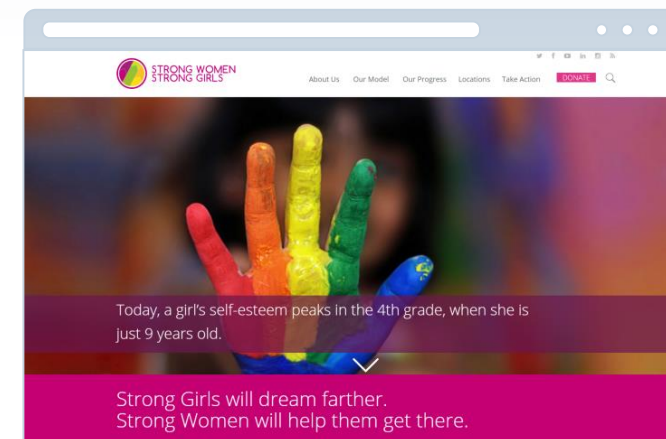 STRONG WOMEN
STRONG GIRLS
About Us Our Model Our Progress Locations Take Action DONATE
Today, a girl's self-esteem peaks in the 4th grade, when she is
just 9 years old.
Strong Girls will dream farther.
Strong Women will help them get there.